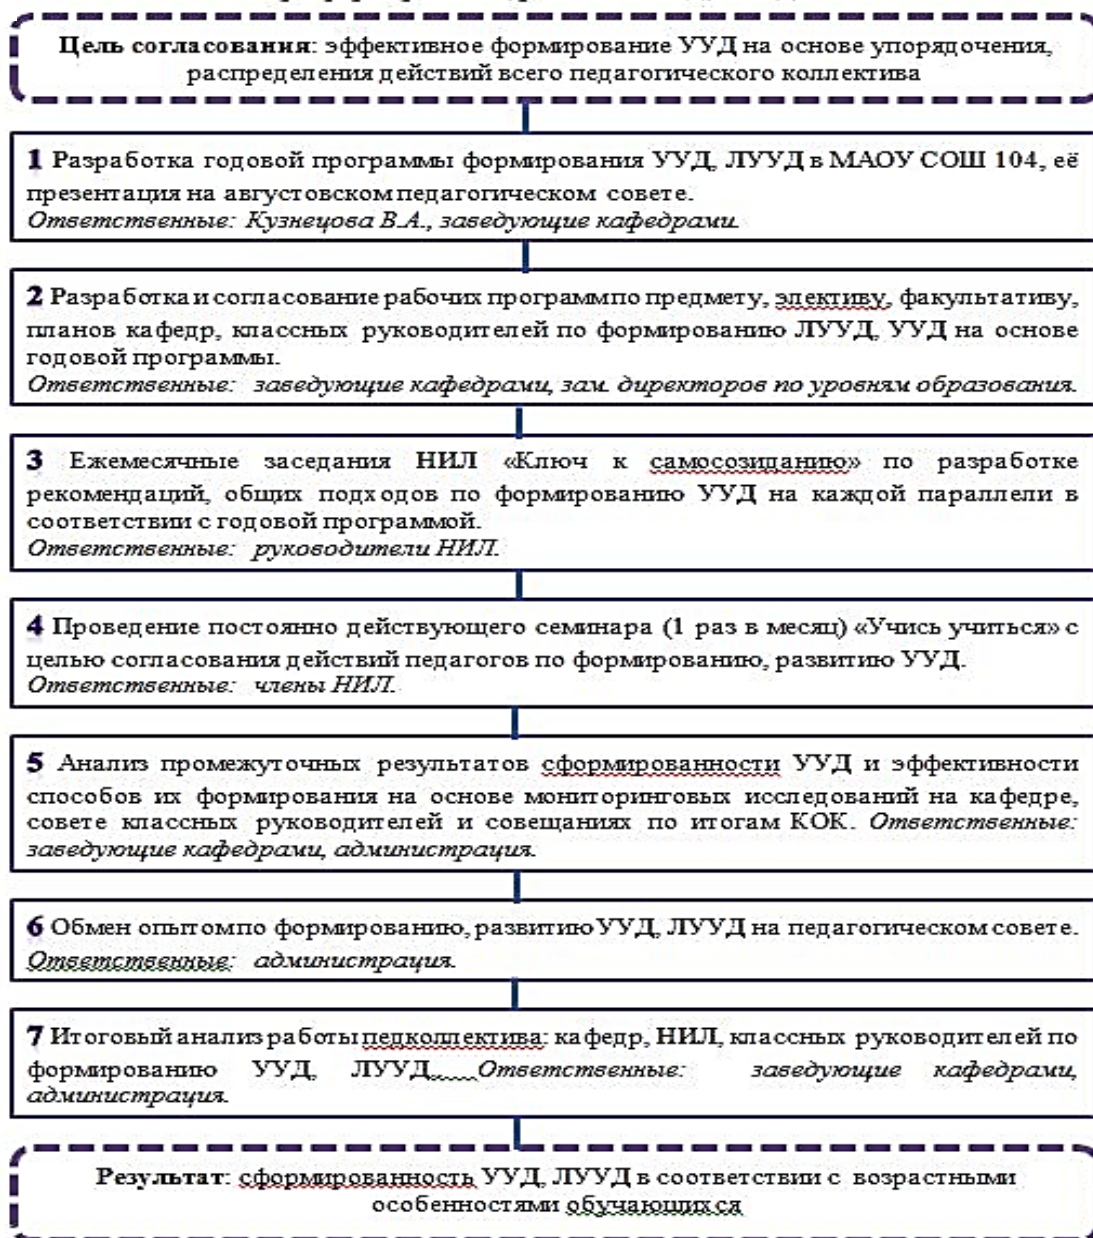 Цель согласования: эффективное формирование УУД на основе упорядочения,
распределения действий всего педагогического коллектива
1 Разработка годовой программы формирования УУД, ЛУУД в МАОУ СОШ 104, её
презентация на августовском педагогическом совете.
Ответственные: Кузнецова В.А., заведующие кафедрами.
2 Разработка и согласование рабочих программ по предмету, элективу, факультативу,
планов кафедр, классных руководителей по формированию ЛУУД, УУД на основе
годовой программы.
Ответственные: заведующие кафедрами, зам. директоров по уровням образования.
3 Ежемесячные заседания НИЛ «Ключ к самосозиданию» по разработке
рекомендаций, общих подходов по формированию УУД на каждой параллели в
соответствии с годовой программой.
Ответственные: руководители НИЛ.
4 Проведение постоянно действующего семинара (1 раз в месяц) «Учись учиться» с
целью согласования действий педагогов по формированию, развитию УУД.
Ответственные: члены НИЛ.
5 Анализ промежуточных результатов сформированности УУД и эффективности
способов их формирования на основе мониторинговых исследований на кафедре,
совете классных руководителей и совещаниях по итогам КОК. Ответственные:
заведующие кафедрами, администрация.
6 Обмен опытом по формированию, развитию УУД, ЛУУД на педагогическом совете.
Ответственные: администрация.
7 Итоговый анализ работы педколлектива: кафедр, НИЛ, классных руководителей по
формированию УУД, ЛУУД. Ответственные: заведующие кафедрами,
администрация.
Результат: сформированность УУД, ЛУУД в соответствии с возрастными
особенностями обучающихся